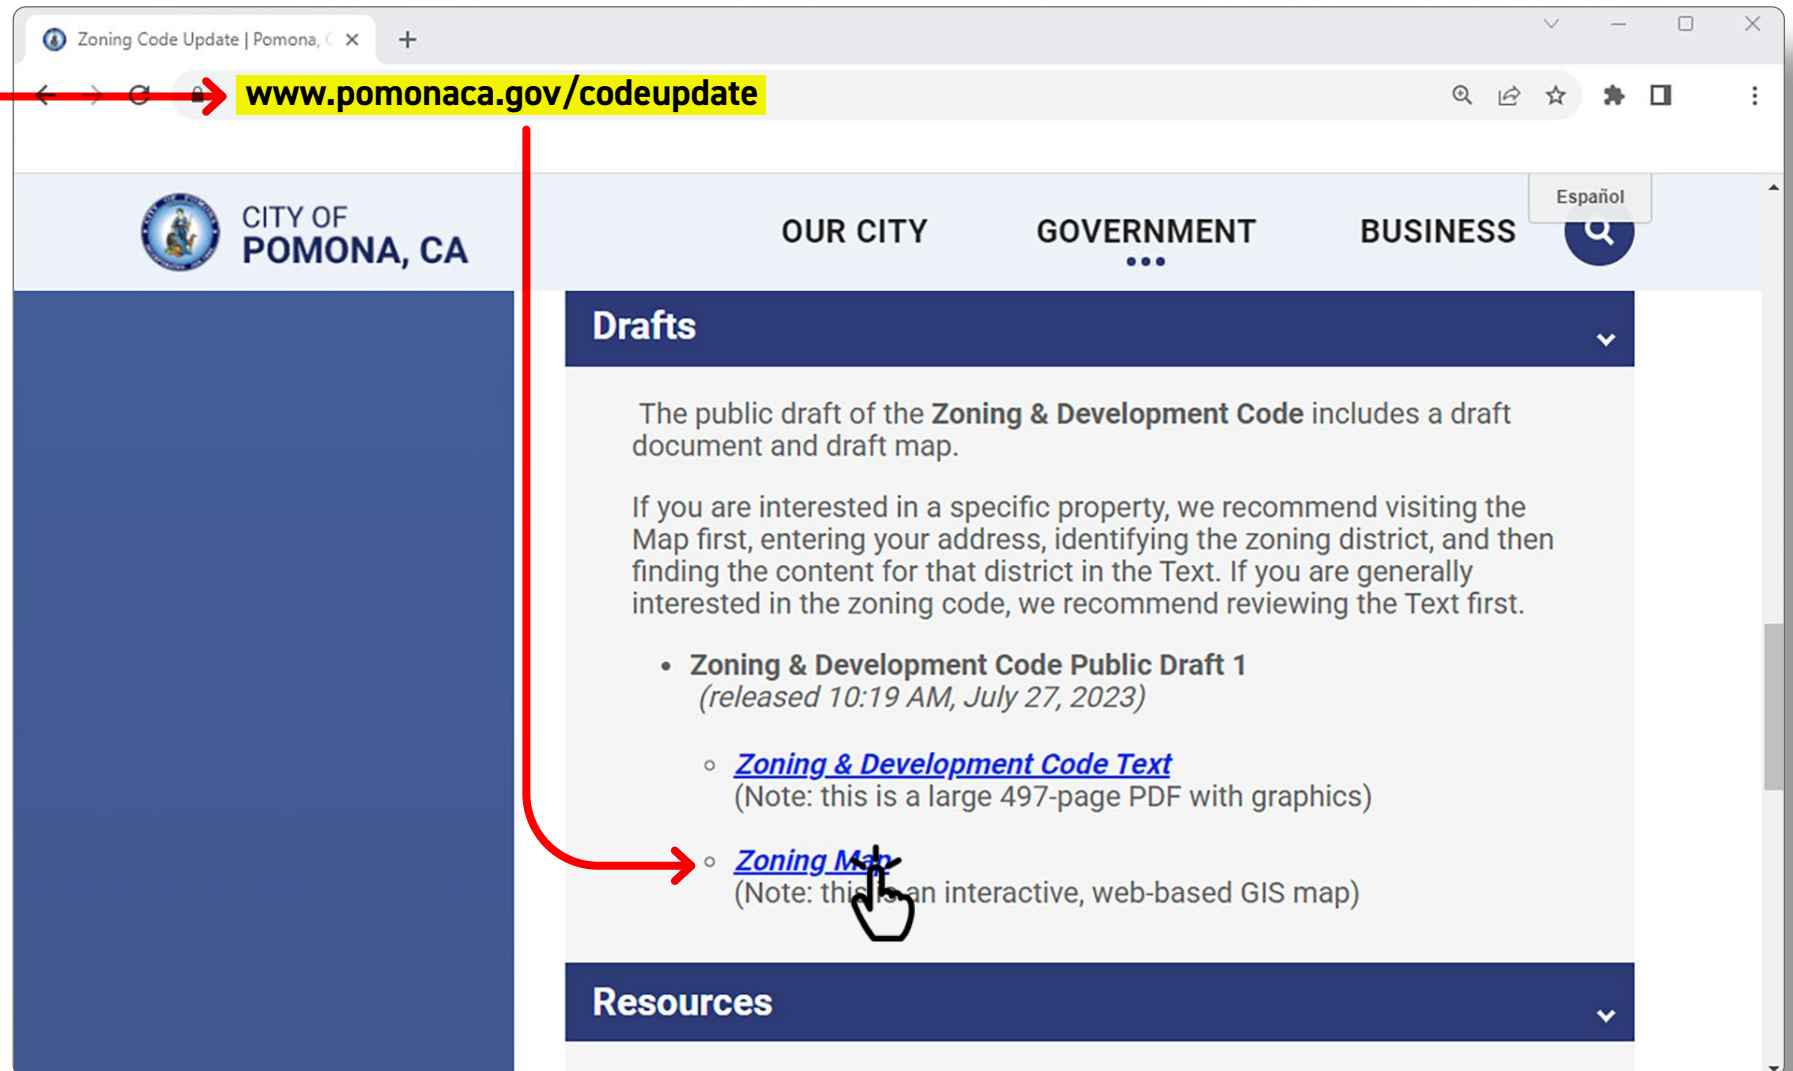 Zoning Code Update | Pomona, C
www.pomonaca.gov/codeupdate
Español
CITY OF
POMONA, CA
OUR CITY
GOVERNMENT
BUSINESS
Drafts
The public draft of the Zoning & Development Code includes a draft
document and draft map.
If you are interested in a specific property, we recommend visiting the
Map first, entering your address, identifying the zoning district, and then
finding the content for that district in the Text. If you are generally
interested in the zoning code, we recommend reviewing the Text first.
• Zoning & Development Code Public Draft 1
(released 10:19 AM, July 27, 2023)
Zoning & Development Code Text
(Note: this is a large 497-page PDF with graphics)
Zoning Map
(Note: this is an interactive, web-based GIS map)
Resources